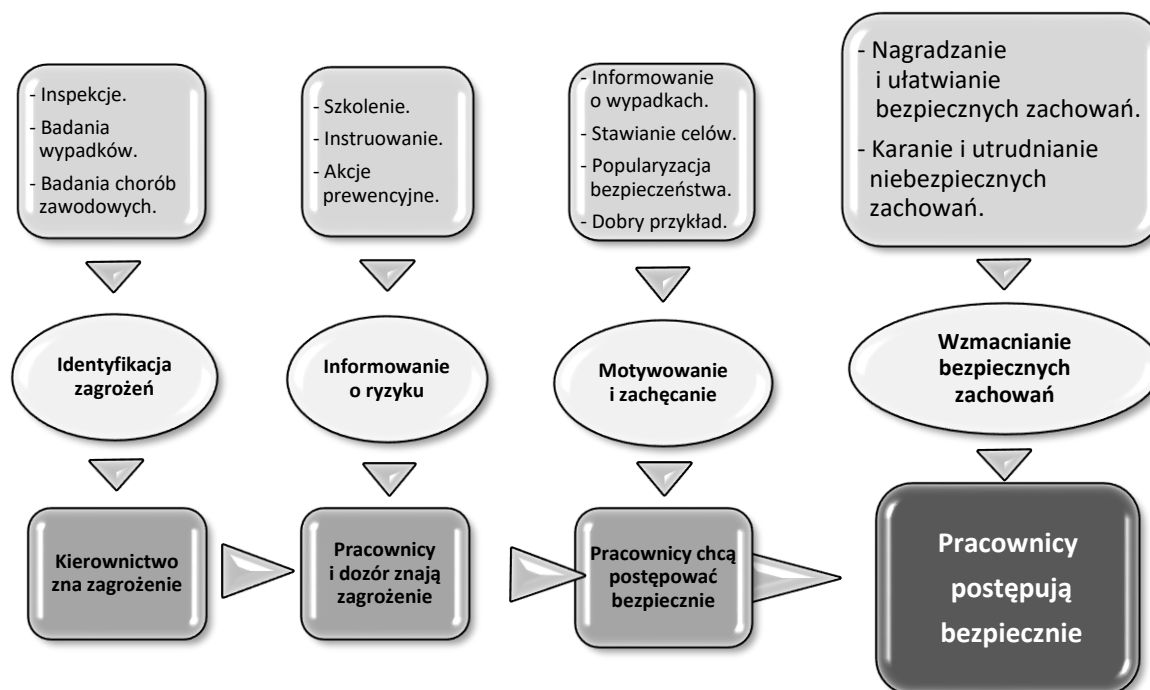 - Inspekcje.
- Badania
wypadków.
- Badania chorób
zawodowych.
- Szkolenie.
- Instruowanie.
- Akcje
prewencyjne.
- Informowanie
o wypadkach.
- Stawianie celów.
- Popularyzacja
bezpieczeństwa.
- Dobry przykład.
- Nagradzanie
i ułatwianie
bezpiecznych zachowań.
- Karanie i utrudnianie
niebezpiecznych
zachowań.
Identyfikacja
zagrożeń
Informowanie
o ryzyku
Motywowanie
i zachęcanie
Wzmacnianie
bezpiecznych
zachowań
Kierownictwo
zna zagrożenie
Pracownicy
i dozór znają
zagrożenie
Pracownicy chcą
postępować
bezpiecznie
Pracownicy
postępują
bezpiecznie